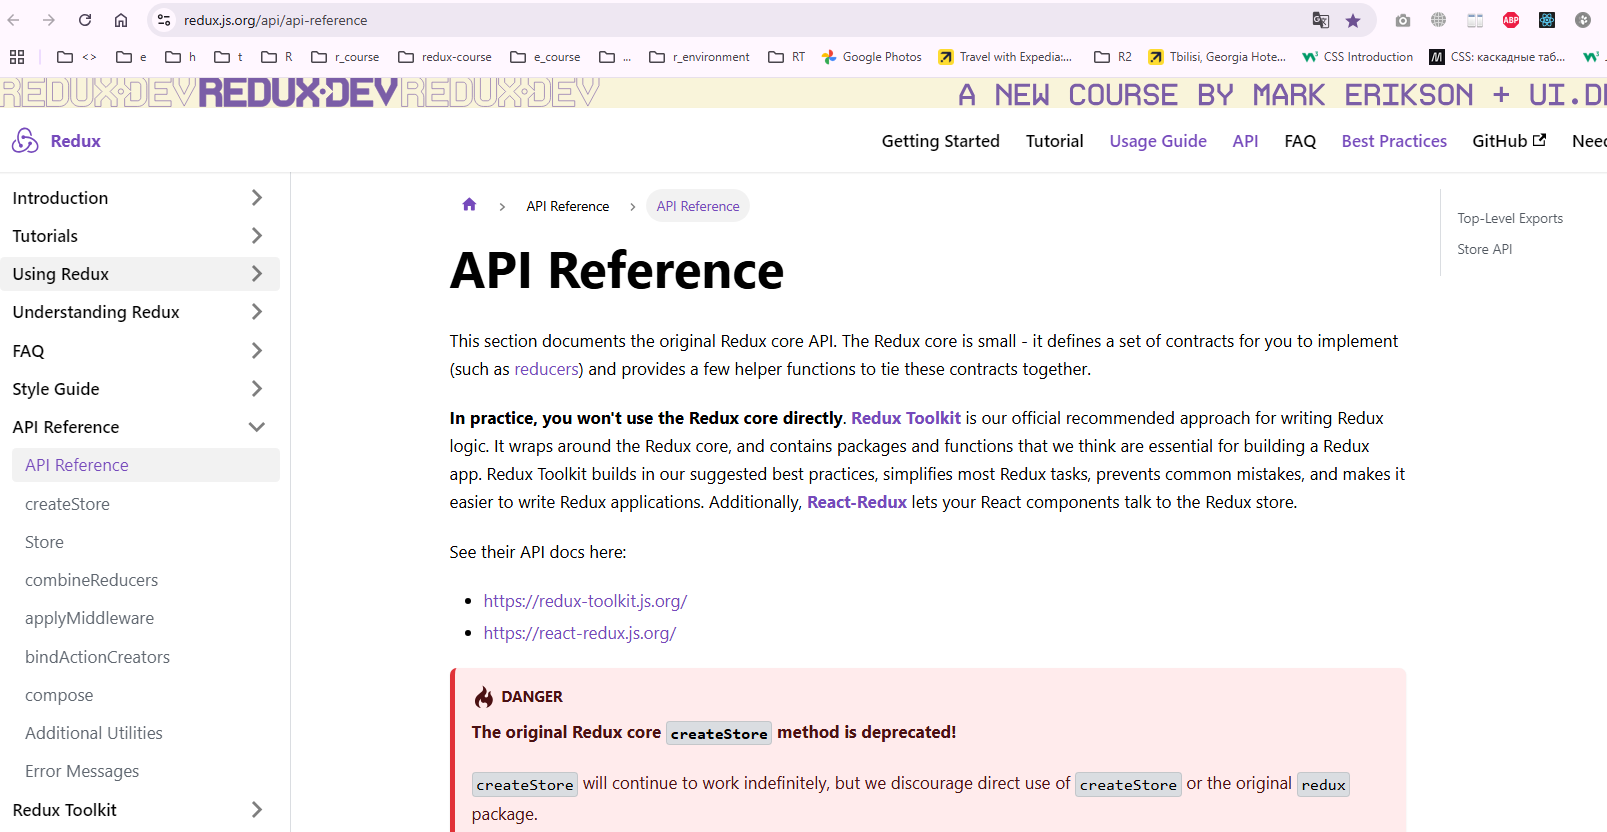 redux.js.org/api/api-reference
<> e h t R r_course redux-course e_course ... r_environment RT Google Photos Travel with Expedia:... R2 Tbilisi, Georgia Hote... CSS Introduction CSS: каскадные таб...
REDUX·DEV REDUX·DEV REDUX·DEV A NEW COURSE BY MARK ERIKSON + UI.DE
Redux Getting Started Tutorial Usage Guide API FAQ Best Practices GitHub Need
Introduction
Tutorials
Using Redux
Understanding Redux
FAQ
Style Guide
API Reference
API Reference
createStore
Store
combineReducers
applyMiddleware
bindActionCreators
compose
Additional Utilities
Error Messages
Redux Toolkit
API Reference API Reference
API Reference
This section documents the original Redux core API. The Redux core is small - it defines a set of contracts for you to implement
(such as reducers) and provides a few helper functions to tie these contracts together.
In practice, you won't use the Redux core directly. Redux Toolkit is our official recommended approach for writing Redux
logic. It wraps around the Redux core, and contains packages and functions that we think are essential for building a Redux
app. Redux Toolkit builds in our suggested best practices, simplifies most Redux tasks, prevents common mistakes, and makes it
easier to write Redux applications. Additionally, React-Redux lets your React components talk to the Redux store.
See their API docs here:
https://redux-toolkit.js.org/
https://react-redux.js.org/
DANGER
The original Redux core createStore method is deprecated!
createStore will continue to work indefinitely, but we discourage direct use of createStore or the original redux
package.
Top-Level Exports
Store API
ABP